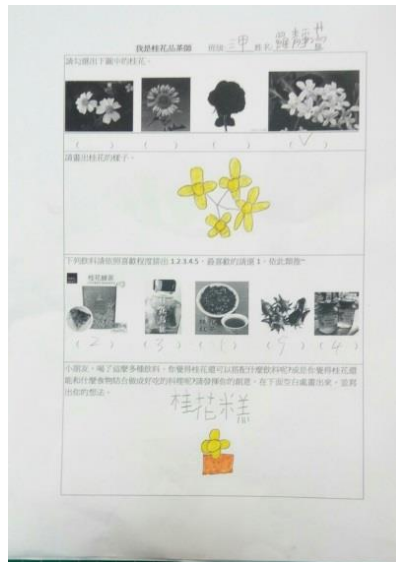 我是桂花品茶師 班級 三甲 姓名
請勾選出下圖中的桂花。
( ) ( ) ( ) ( ✓ )
請畫出桂花的樣子。
下列飲料請依照喜歡程度排出 1.2.3.4.5，最喜歡的請選 1，依此類推~
( 2 ) ( 3 ) ( 1 ) ( 5 ) ( 4 )
小朋友，喝了這麼多種飲料，你覺得桂花還可以搭配什麼飲料呢?或是你覺得桂花還
能和什麼食物結合做成好吃的料理呢?請發揮你的創意，在下面空白處畫出來，並寫
出你的想法。
桂花糕